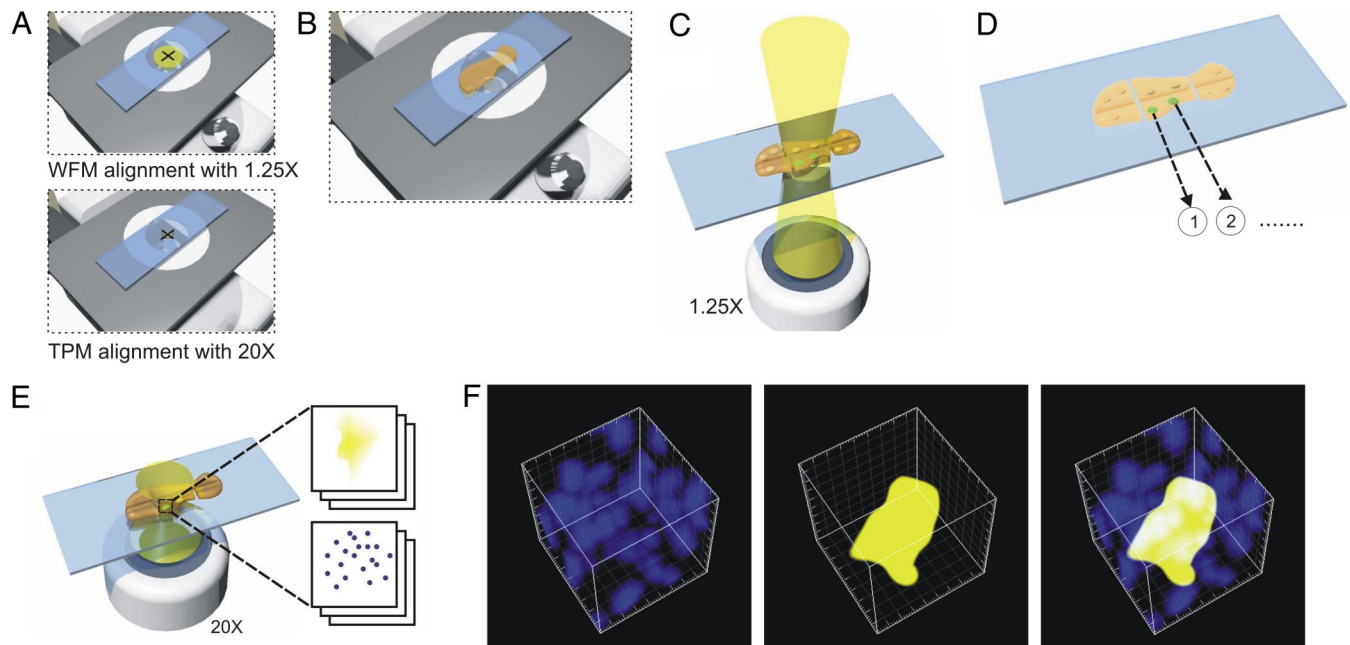 A
B
C
D
WFM alignment with 1.25X
TPM alignment with 20X
1.25X
1 2 .......
E
F
20X